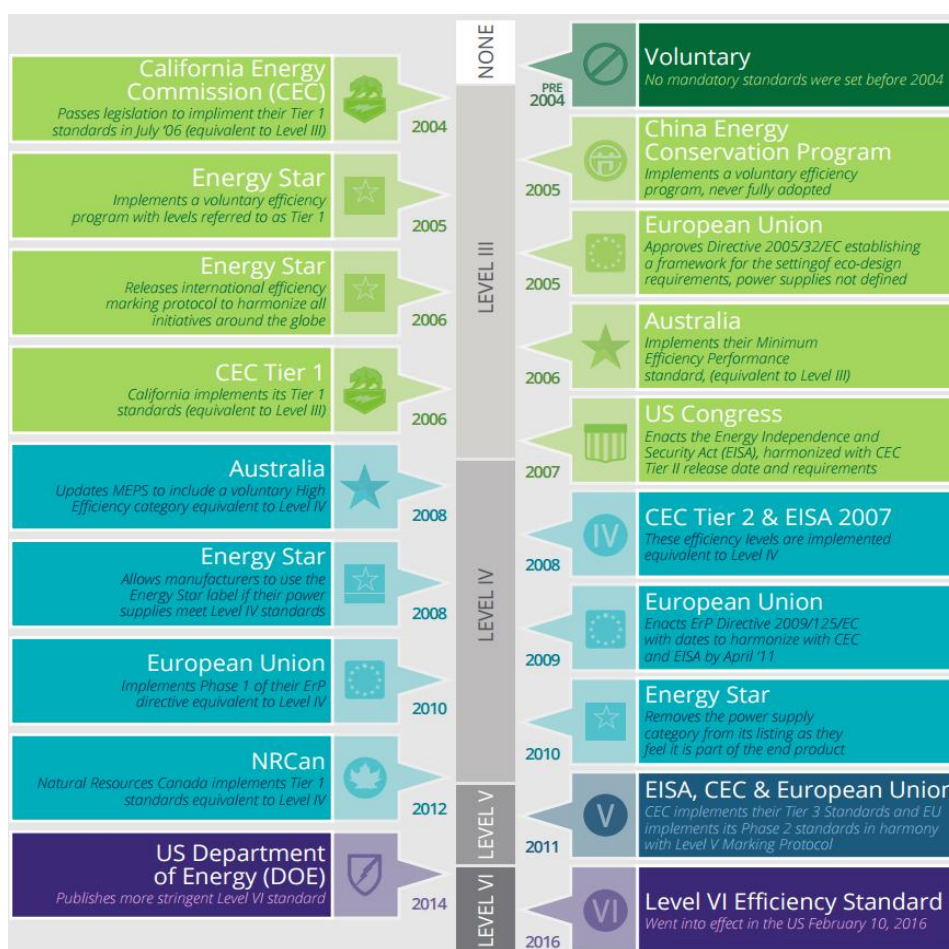 NONE
LEVEL III
LEVEL IV
LEVEL V
LEVEL VI
California Energy
Commission (CEC)
Passes legislation to impliment their Tier 1
standards in July '06 (equivalent to Level III)
2004
Energy Star
Implements a voluntary efficiency
program with levels referred to as Tier 1
2005
Energy Star
Releases international efficiency
marking protocol to harmonize all
initiatives around the globe
2006
CEC Tier 1
California implements its Tier 1
standards (equivalent to Level III)
2006
Australia
Updates MEPS to include a voluntary High
Efficiency category equivalent to Level IV
2008
Energy Star
Allows manufacturers to use the
Energy Star label if their power
supplies meet Level IV standards
2008
European Union
Implements Phase 1 of their ErP
directive equivalent to Level IV
2010
NRCan
Natural Resources Canada implements Tier 1
standards equivalent to Level IV
2012
US Department
of Energy (DOE)
Publishes more stringent Level VI standard
2014
Voluntary
No mandatory standards were set before 2004
PRE
2004
China Energy
Conservation Program
Implements a voluntary efficiency
program, never fully adopted
2005
European Union
Approves Directive 2005/32/EC establishing
a framework for the settingof eco-design
requirements, power supplies not defined
2005
Australia
Implements their Minimum
Efficiency Performance
standard, (equivalent to Level III)
2006
US Congress
Enacts the Energy Independence and
Security Act (EISA), harmonized with CEC
Tier II release date and requirements
2007
IV
CEC Tier 2 & EISA 2007
These efficiency levels are implemented
equivalent to Level IV
2008
European Union
Enacts ErP Directive 2009/125/EC
with dates to harmonize with CEC
and EISA by April '11
2009
Energy Star
Removes the power supply
category from its listing as they
feel it is part of the end product
2010
V
EISA, CEC & European Union
CEC implements their Tier 3 Standards and EU
implements its Phase 2 standards in harmony
with Level V Marking Protocol
2011
VI
Level VI Efficiency Standard
Went into effect in the US February 10, 2016
2016